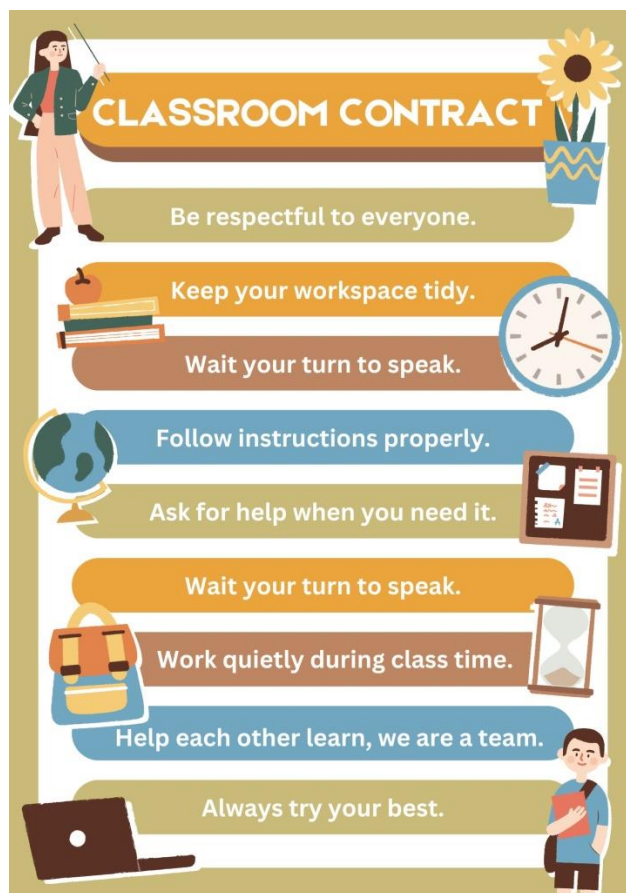 CLASSROOM CONTRACT
Be respectful to everyone.
Keep your workspace tidy.
Wait your turn to speak.
Follow instructions properly.
Ask for help when you need it.
Wait your turn to speak.
Work quietly during class time.
Help each other learn, we are a team.
Always try your best.